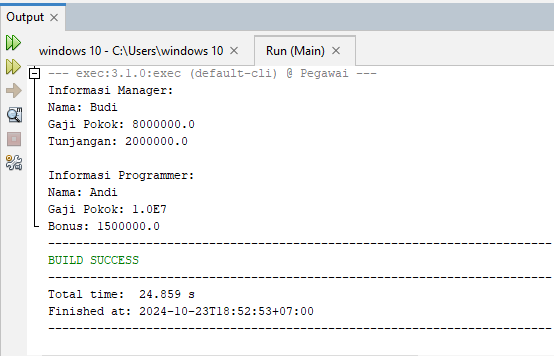 Output
windows 10 - C:\Users\windows 10
Run (Main)
--- exec:3.1.0:exec (default-cli) @ Pegawai ---
Informasi Manager:
Nama: Budi
Gaji Pokok: 8000000.0
Tunjangan: 2000000.0
Informasi Programmer:
Nama: Andi
Gaji Pokok: 1.0E7
Bonus: 1500000.0
------------------------------------------------------------------------
BUILD SUCCESS
------------------------------------------------------------------------
Total time:  24.859 s
Finished at: 2024-10-23T18:52:53+07:00
------------------------------------------------------------------------